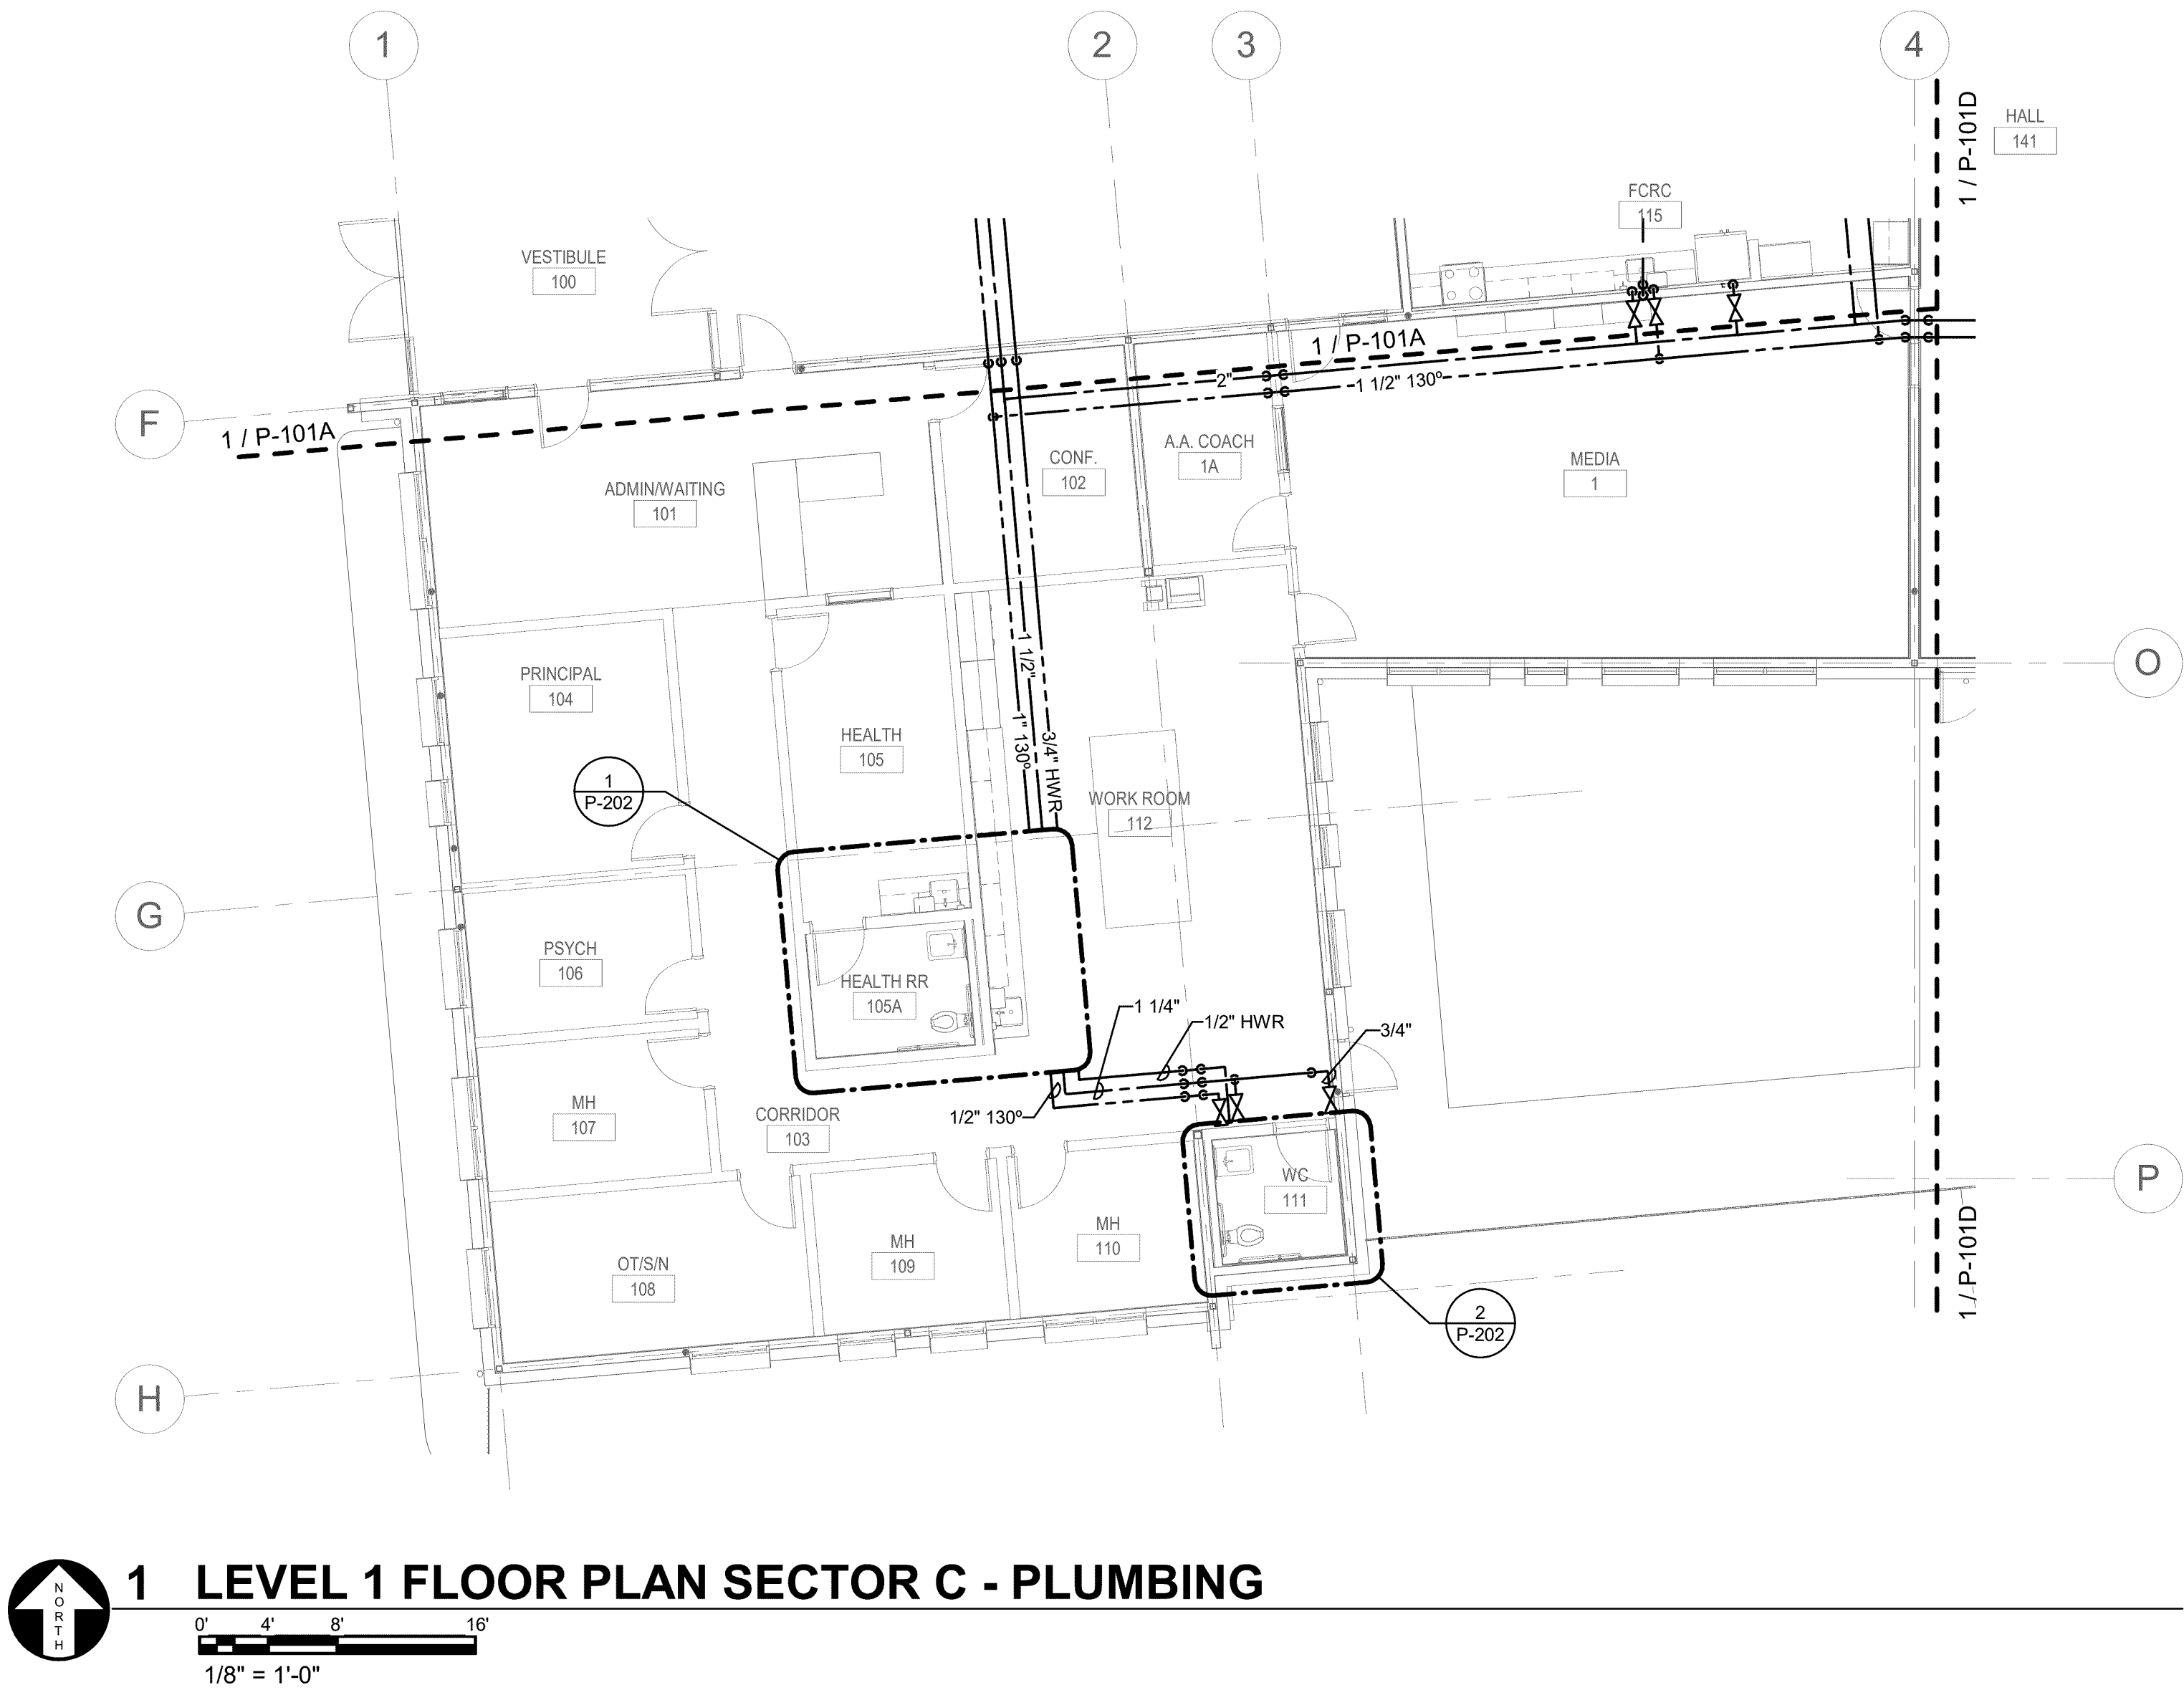 1
2
3
4
1 / P-101D
HALL
141
FCRC
115
VESTIBULE
100
1 / P-101A
2"
1 1/2" 130º
F
1 / P-101A
CONF.
102
A.A. COACH
1A
MEDIA
1
ADMIN/WAITING
101
1 1/2"
1" 130º
3/4" HWR
O
PRINCIPAL
104
HEALTH
105
1
P-202
WORK ROOM
112
G
PSYCH
106
HEALTH RR
105A
1 1/4"
1/2" HWR
3/4"
1/2" 130º
MH
107
CORRIDOR
103
WC
111
P
1 / P-101D
MH
110
MH
109
OT/S/N
108
2
P-202
H
NORTH
1 LEVEL 1 FLOOR PLAN SECTOR C - PLUMBING
0' 4' 8' 16'
1/8" = 1'-0"